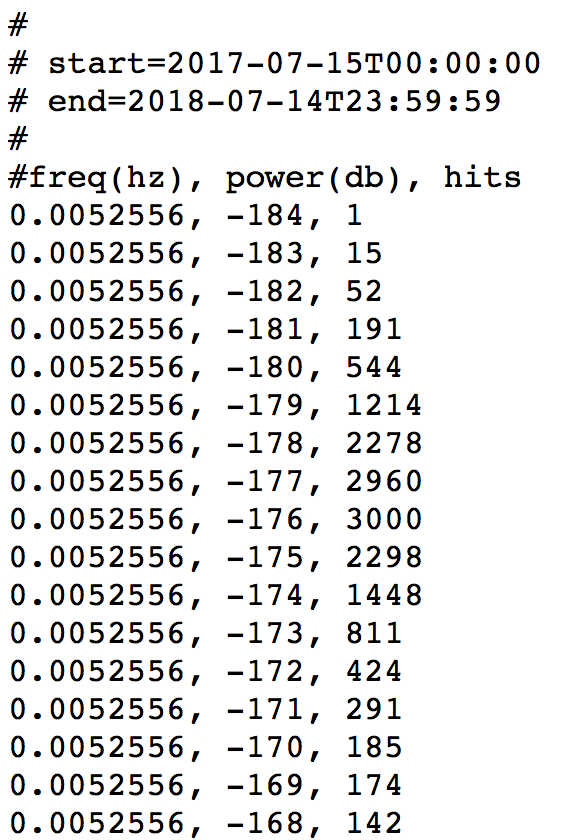 #
# start=2017-07-15T00:00:00
# end=2018-07-14T23:59:59
#
#freq(hz), power(db), hits
0.0052556, -184, 1
0.0052556, -183, 15
0.0052556, -182, 52
0.0052556, -181, 191
0.0052556, -180, 544
0.0052556, -179, 1214
0.0052556, -178, 2278
0.0052556, -177, 2960
0.0052556, -176, 3000
0.0052556, -175, 2298
0.0052556, -174, 1448
0.0052556, -173, 811
0.0052556, -172, 424
0.0052556, -171, 291
0.0052556, -170, 185
0.0052556, -169, 174
0.0052556, -168, 142